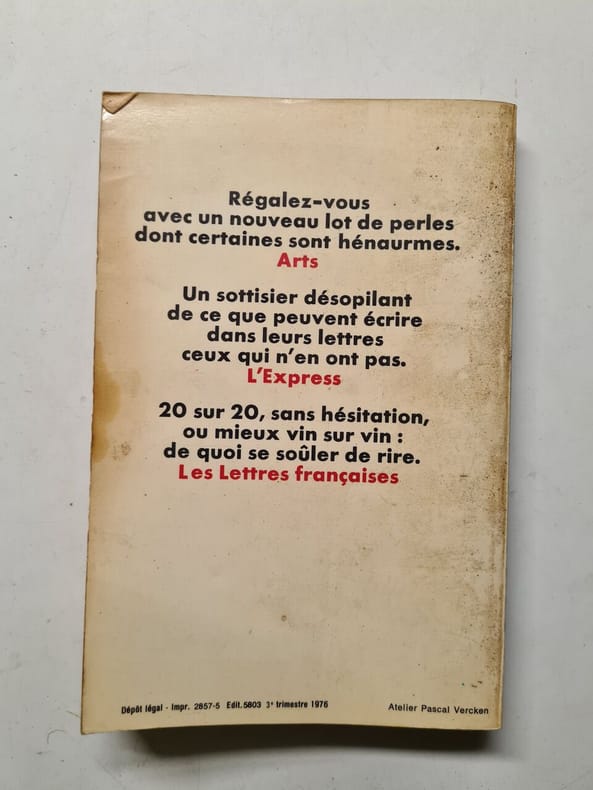 Régalez-vous
avec un nouveau lot de perles
dont certaines sont hénaurmes.
Arts
Un sottisier désopilant
de ce que peuvent écrire
dans leurs lettres
ceux qui n'en ont pas.
L'Express
20 sur 20, sans hésitation,
ou mieux vin sur vin :
de quoi se soûler de rire.
Les Lettres françaises
Dépôt légal - Impr. 2857-5 Edit.5803 3e trimestre 1976
Atelier Pascal Vercken